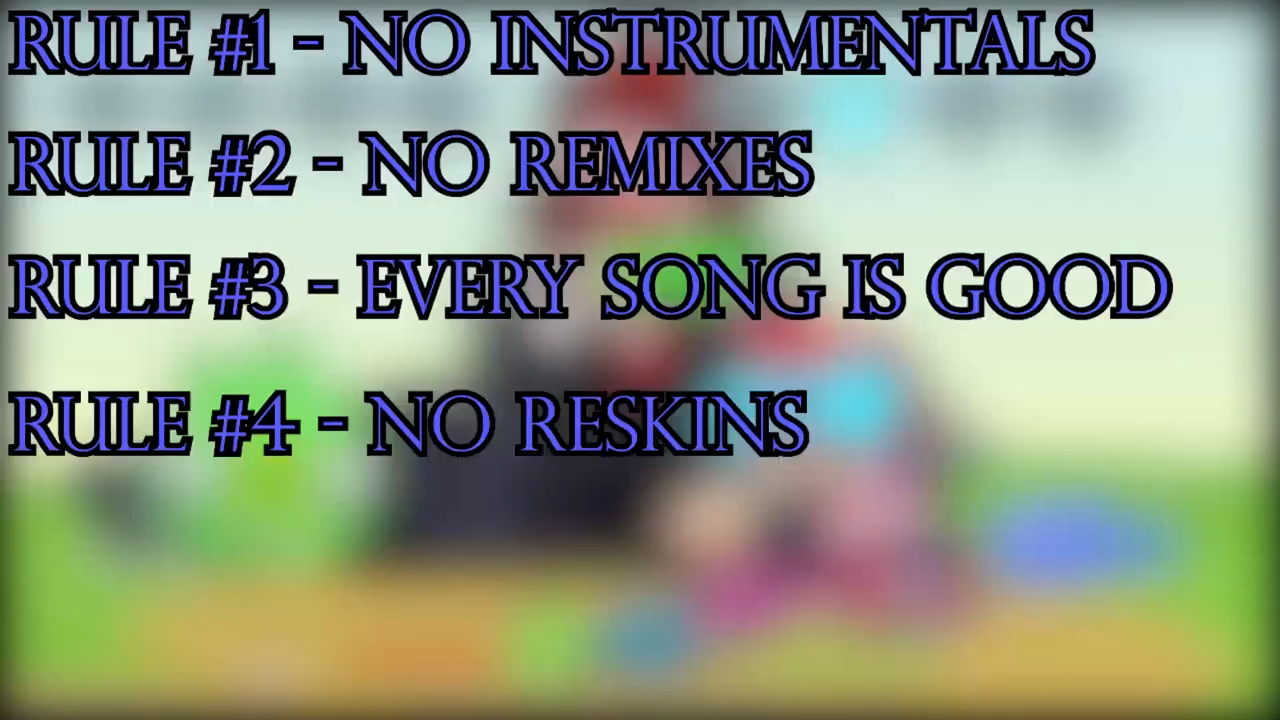 RULE #1 - NO INSTRUMENTALS
RULE #2 - NO REMIXES
RULE #3 - EVERY SONG IS GOOD
RULE #4 - NO RESKINS